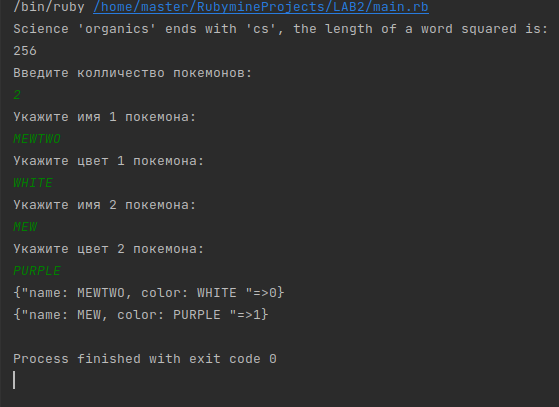 /bin/ruby /home/master/RubymineProjects/LAB2/main.rb
Science 'organics' ends with 'cs', the length of a word squared is:
256
Введите колличество покемонов:
2
Укажите имя 1 покемона:
MEWTWO
Укажите цвет 1 покемона:
WHITE
Укажите имя 2 покемона:
MEW
Укажите цвет 2 покемона:
PURPLE
{"name: MEWTWO, color: WHITE "=>0}
{"name: MEW, color: PURPLE "=>1}
Process finished with exit code 0